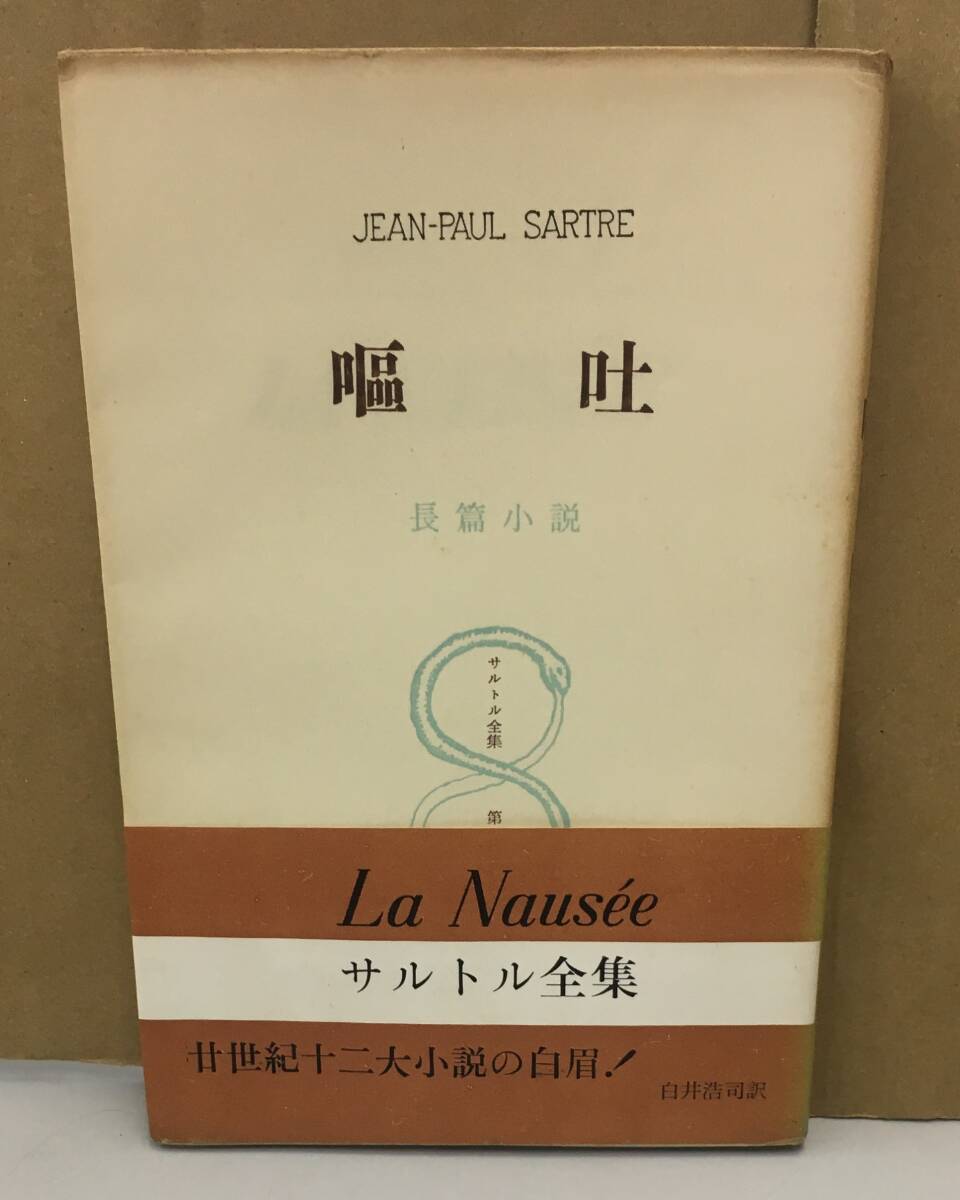 JEAN-PAUL SARTRE
嘔吐
長篇小説
サルトル全集 第
La Nausée
サルトル全集
廿世紀十二大小説の白眉!
白井浩司訳